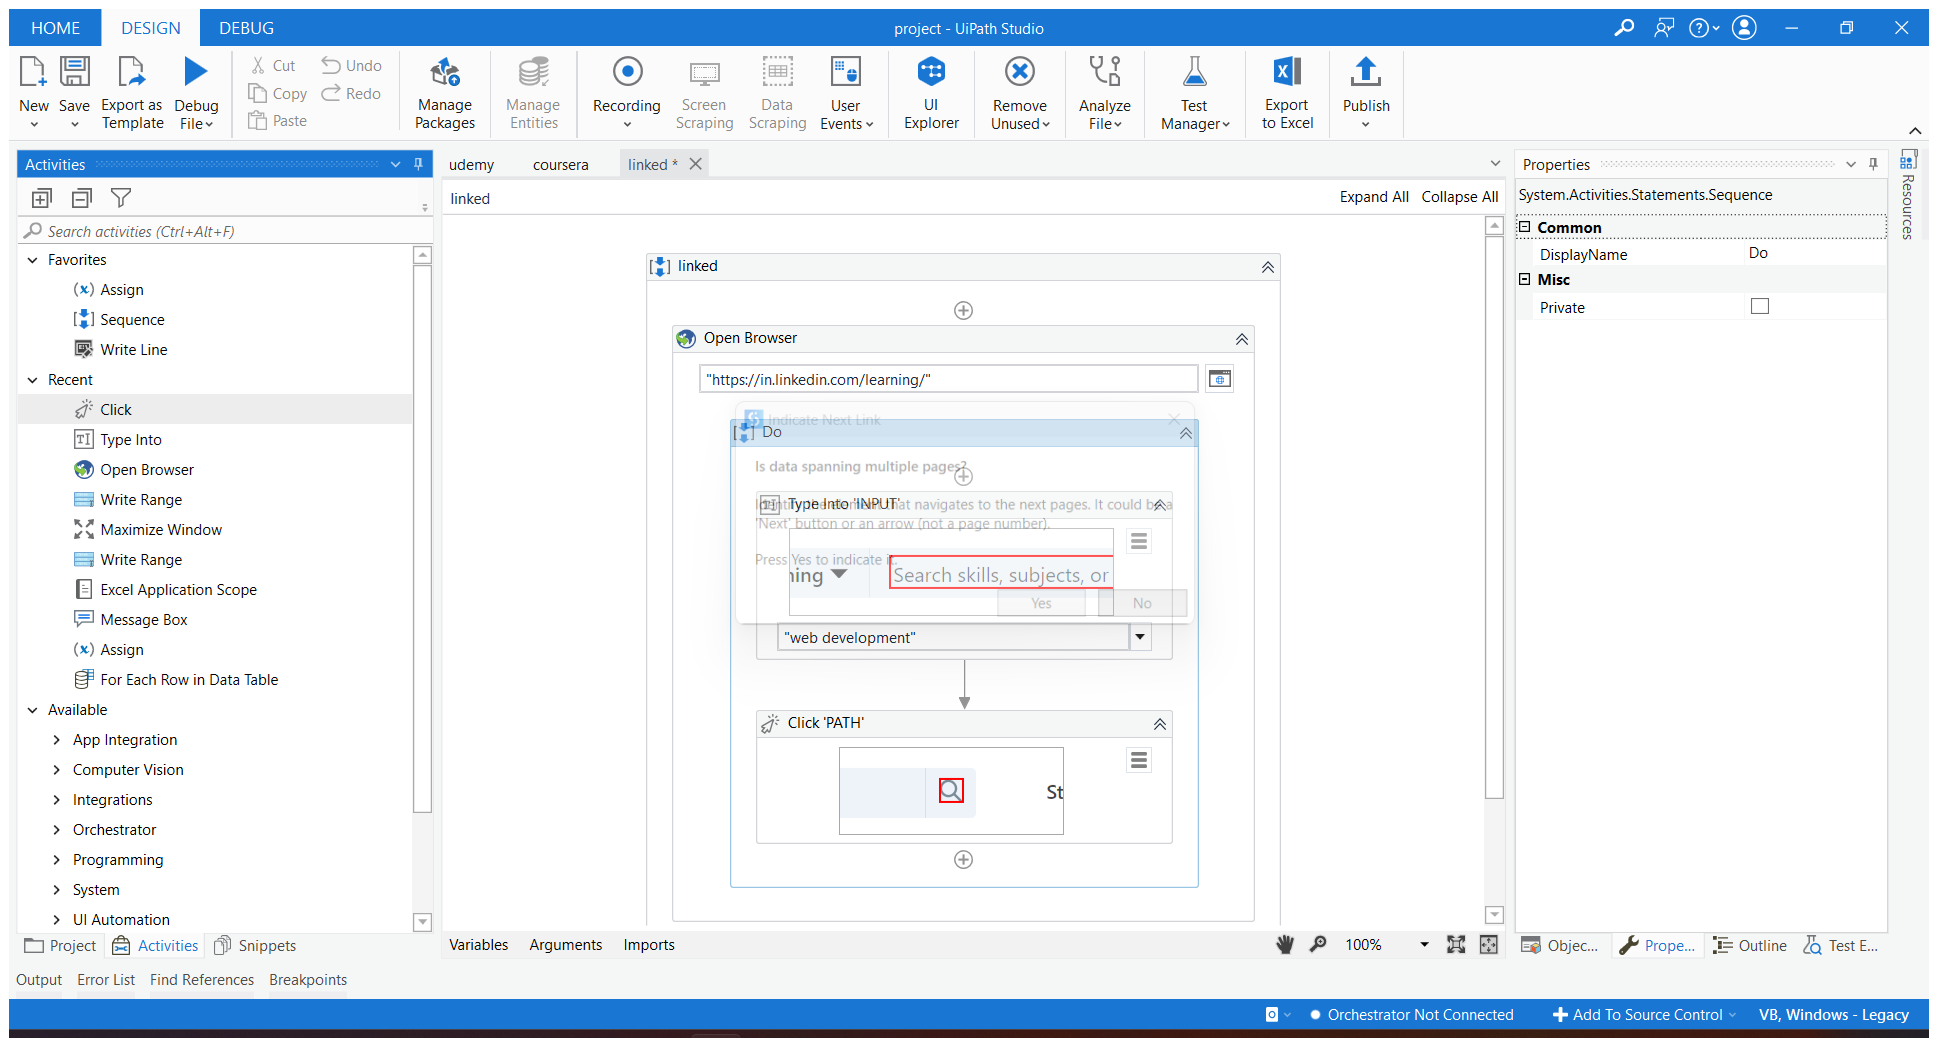 HOME DESIGN DEBUG
project - UiPath Studio
New
Save
Export as Template
Debug File
Cut
Copy
Paste
Undo
Redo
Manage Packages
Manage Entities
Recording
Screen Scraping
Data Scraping
User Events
UI Explorer
Remove Unused
Analyze File
Test Manager
Export to Excel
Publish
Activities
Search activities (Ctrl+Alt+F)
Favorites
Assign
Sequence
Write Line
Recent
Click
Type Into
Open Browser
Write Range
Maximize Window
Write Range
Excel Application Scope
Message Box
Assign
For Each Row in Data Table
Available
App Integration
Computer Vision
Integrations
Orchestrator
Programming
System
UI Automation
Project Activities Snippets
udemy coursera linked *
linked
Expand All Collapse All
linked
Open Browser
"https://in.linkedin.com/learning/"
Indicate Next Link
Do
Is data spanning multiple pages?
Type Into 'INPUT'
Identify the element that navigates to the next pages. It could be a
'Next' button or an arrow (not a page number).
Press Yes to indicate it.
ning
Search skills, subjects, or
Yes No
"web development"
Click 'PATH'
St
Variables Arguments Imports
100%
Properties
System.Activities.Statements.Sequence
Common
DisplayName Do
Misc
Private
Resources
Objec... Prope... Outline Test E...
Output Error List Find References Breakpoints
Orchestrator Not Connected
Add To Source Control
VB, Windows - Legacy